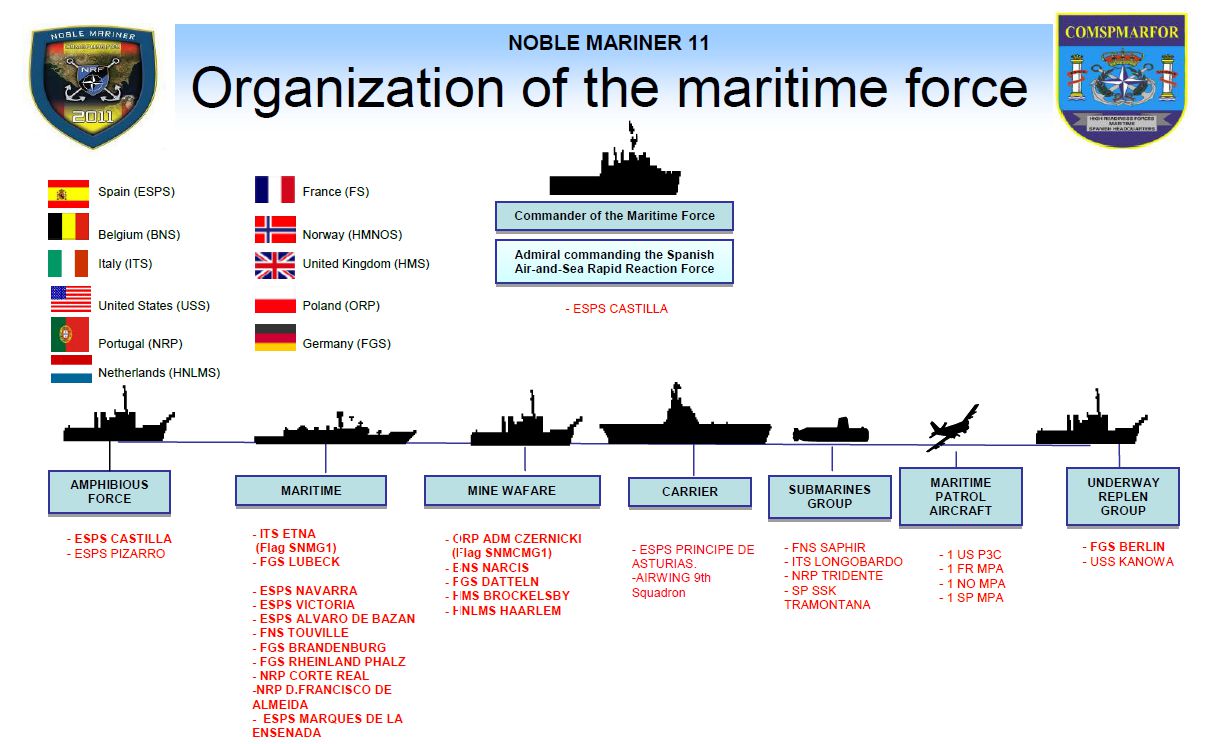 NOBLE MARINER
COMSPMARFOR
NRF
2011
NOBLE MARINER 11
Organization of the maritime force
COMSPMARFOR
HIGH READINESS FORCES
MARITIME
SPANISH HEADQUARTERS
Spain (ESPS)
France (FS)
Belgium (BNS)
Norway (HMNOS)
Italy (ITS)
United Kingdom (HMS)
United States (USS)
Poland (ORP)
Portugal (NRP)
Germany (FGS)
Netherlands (HNLMS)
Commander of the Maritime Force
Admiral commanding the Spanish
Air-and-Sea Rapid Reaction Force
- ESPS CASTILLA
AMPHIBIOUS
FORCE
- ESPS CASTILLA
- ESPS PIZARRO
MARITIME
- ITS ETNA
(Flag SNMG1)
- FGS LUBECK
- ESPS NAVARRA
- ESPS VICTORIA
- ESPS ALVARO DE BAZAN
- FNS TOUVILLE
- FGS BRANDENBURG
- FGS RHEINLAND PHALZ
- NRP CORTE REAL
-NRP D.FRANCISCO DE
ALMEIDA
- ESPS MARQUES DE LA
ENSENADA
MINE WAFARE
- ORP ADM CZERNICKI
(Flag SNMCMG1)
- BNS NARCIS
- FGS DATTELN
- HMS BROCKELSBY
- HNLMS HAARLEM
CARRIER
- ESPS PRINCIPE DE
ASTURIAS.
-AIRWING 9th
Squadron
SUBMARINES
GROUP
- FNS SAPHIR
- ITS LONGOBARDO
- NRP TRIDENTE
- SP SSK
TRAMONTANA
MARITIME
PATROL
AIRCRAFT
- 1 US P3C
- 1 FR MPA
- 1 NO MPA
- 1 SP MPA
UNDERWAY
REPLEN
GROUP
- FGS BERLIN
- USS KANOWA